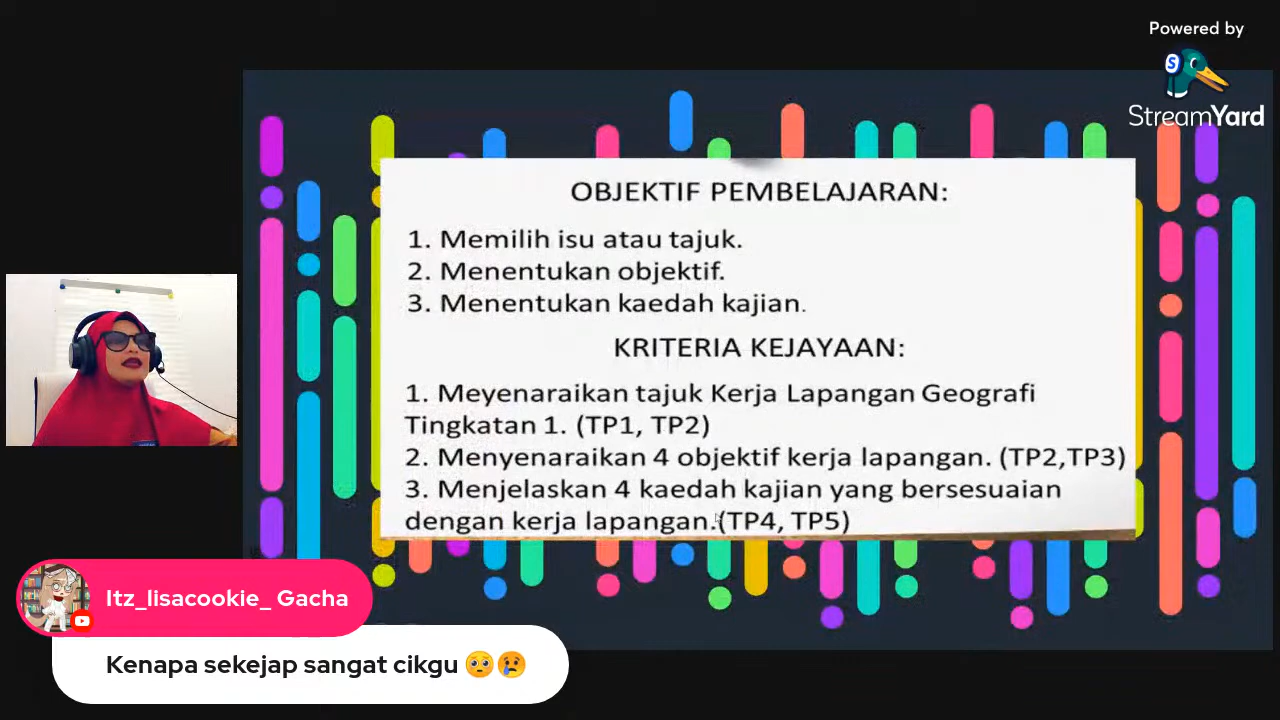 Powered by
StreamYard
OBJEKTIF PEMBELAJARAN:
1. Memilih isu atau tajuk.
2. Menentukan objektif.
3. Menentukan kaedah kajian.
KRITERIA KEJAYAAN:
1. Meyenaraikan tajuk Kerja Lapangan Geografi
Tingkatan 1. (TP1, TP2)
2. Menyenaraikan 4 objektif kerja lapangan. (TP2,TP3)
3. Menjelaskan 4 kaedah kajian yang bersesuaian
dengan kerja lapangan.(TP4, TP5)
Itz_lisacookie_ Gacha
Kenapa sekejap sangat cikgu 🥺😢